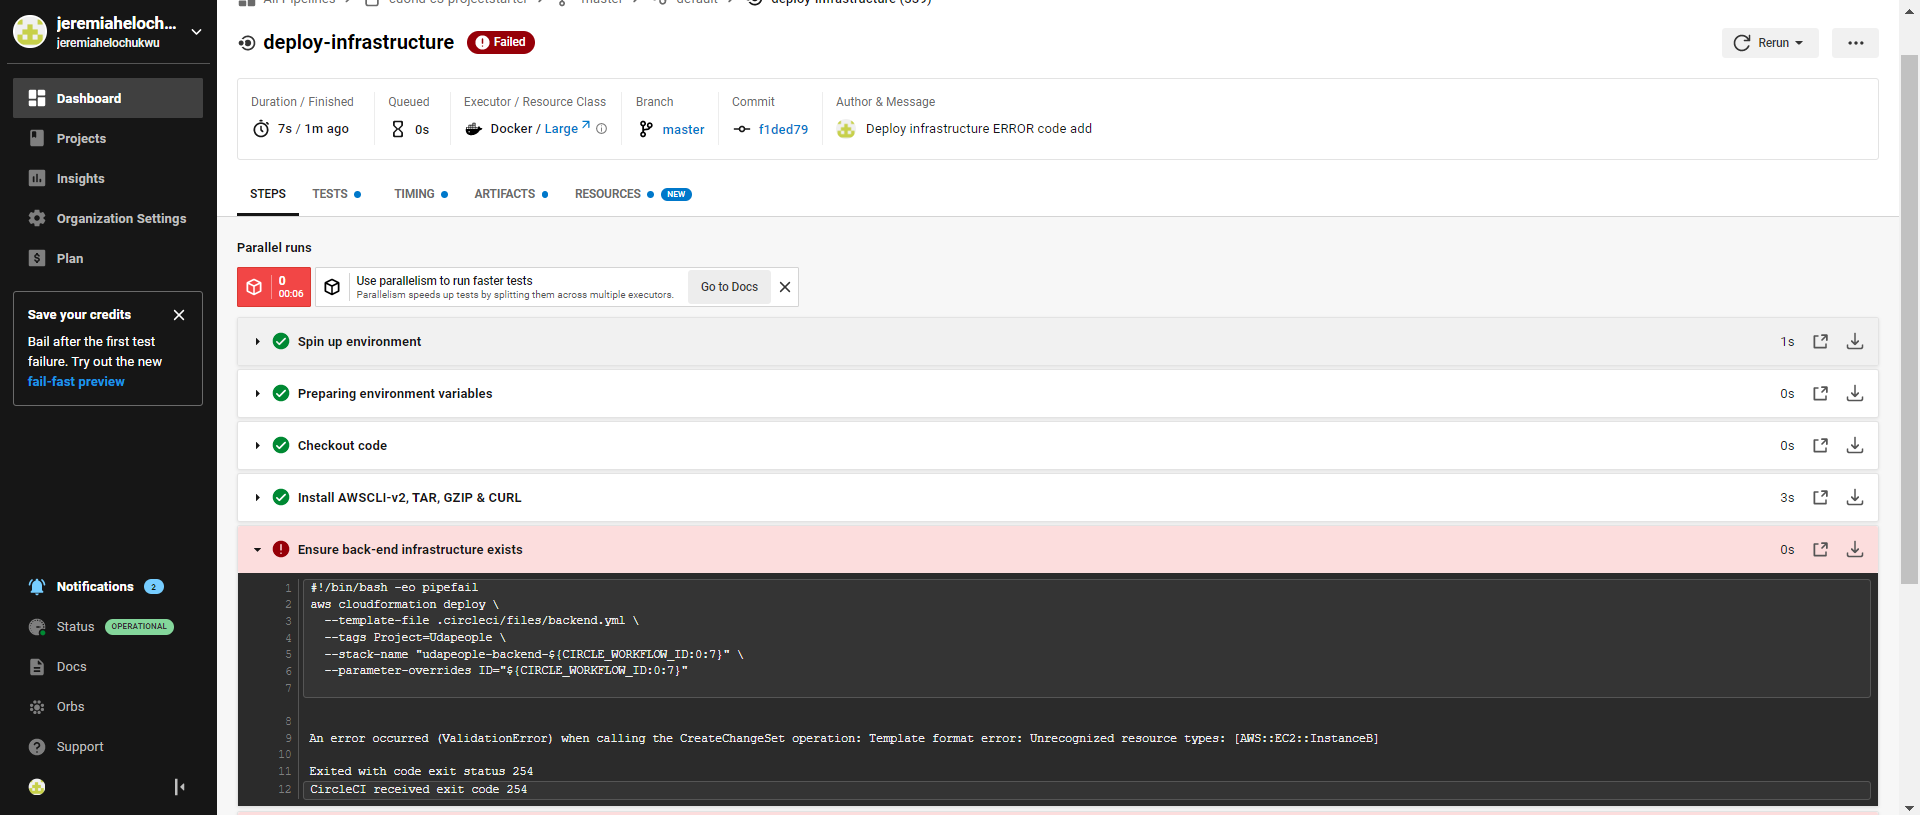 jeremiaheloch...
jeremiahelochukwu
Dashboard
Projects
Insights
Organization Settings
Plan
Save your credits
Bail after the first test
failure. Try out the new
fail-fast preview
Notifications 2
Status OPERATIONAL
Docs
Orbs
Support
All Pipelines
master
default
deploy-infrastructure Failed
Rerun
Duration / Finished
7s / 1m ago
Queued
0s
Executor / Resource Class
Docker / Large
Branch
master
Commit
f1ded79
Author & Message
Deploy infrastructure ERROR code add
STEPS TESTS TIMING ARTIFACTS RESOURCES NEW
Parallel runs
0
00:06
Use parallelism to run faster tests
Parallelism speeds up tests by splitting them across multiple executors.
Go to Docs
Spin up environment 1s
Preparing environment variables 0s
Checkout code 0s
Install AWSCLI-v2, TAR, GZIP & CURL 3s
Ensure back-end infrastructure exists 0s
1 #!/bin/bash -eo pipefail
2 aws cloudformation deploy \
3 --template-file .circleci/files/backend.yml \
4 --tags Project=Udapeople \
5 --stack-name "udapeople-backend-${CIRCLE_WORKFLOW_ID:0:7}" \
6 --parameter-overrides ID="${CIRCLE_WORKFLOW_ID:0:7}"
7
8
9 An error occurred (ValidationError) when calling the CreateChangeSet operation: Template format error: Unrecognized resource types: [AWS::EC2::InstanceB]
10
11 Exited with code exit status 254
12 CircleCI received exit code 254